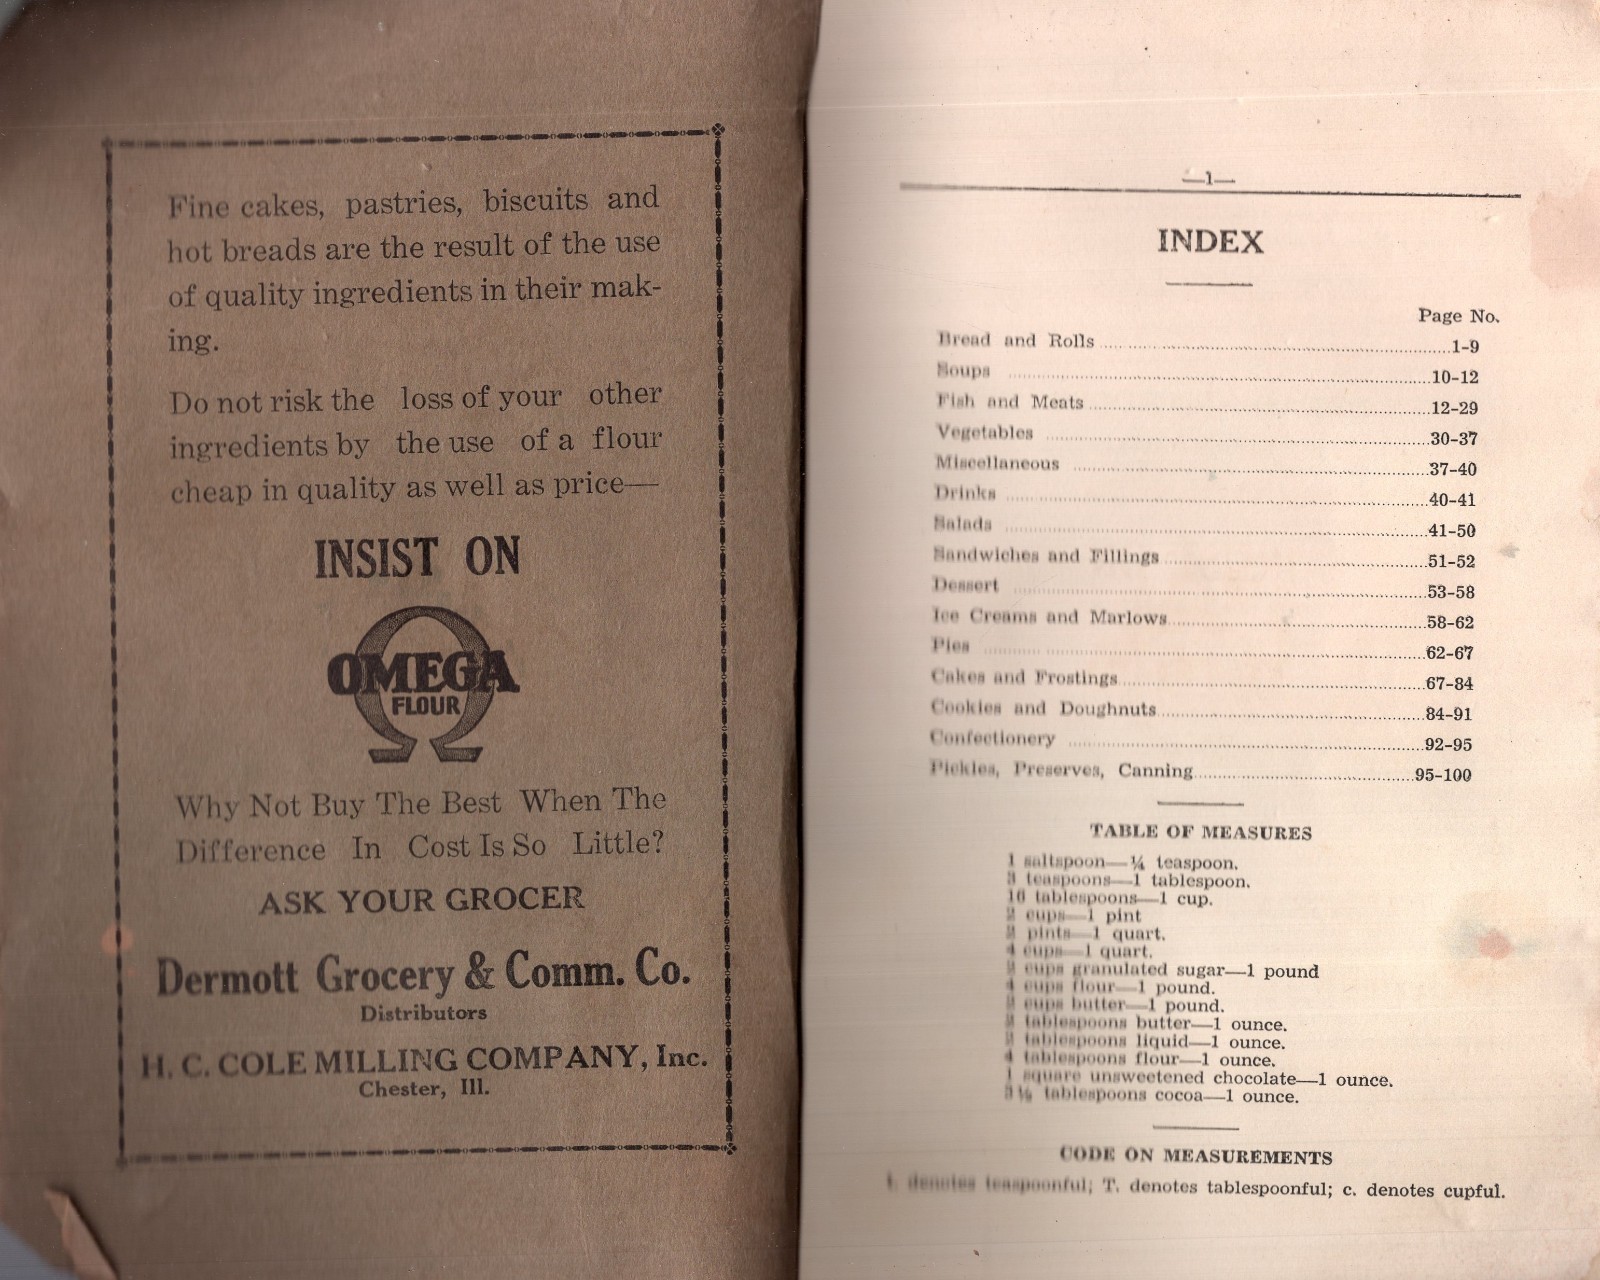 Fine cakes, pastries, biscuits and
hot breads are the result of the use
of quality ingredients in their mak-
ing.
Do not risk the loss of your other
ingredients by the use of a flour
cheap in quality as well as price—
INSIST ON
OMEGA
FLOUR
Why Not Buy The Best When The
Difference In Cost Is So Little?
ASK YOUR GROCER
Dermott Grocery & Comm. Co.
Distributors
H. C. COLE MILLING COMPANY, Inc.
Chester, Ill.
—1—
INDEX
Page No.
Bread and Rolls 1-9
Soups 10-12
Fish and Meats 12-29
Vegetables 30-37
Miscellaneous 37-40
Drinks 40-41
Salads 41-50
Sandwiches and Fillings 51-52
Dessert 53-58
Ice Creams and Marlows 58-62
Pies 62-67
Cakes and Frostings 67-84
Cookies and Doughnuts 84-91
Confectionery 92-95
Pickles, Preserves, Canning 95-100
TABLE OF MEASURES
1 saltspoon—¼ teaspoon.
3 teaspoons—1 tablespoon.
16 tablespoons—1 cup.
2 cups—1 pint
2 pints—1 quart.
4 cups—1 quart.
2 cups granulated sugar—1 pound
4 cups flour—1 pound.
2 cups butter—1 pound.
2 tablespoons butter—1 ounce.
2 tablespoons liquid—1 ounce.
4 tablespoons flour—1 ounce.
1 square unsweetened chocolate—1 ounce.
tablespoons cocoa—1 ounce.
CODE ON MEASUREMENTS
t. denotes teaspoonful; T. denotes tablespoonful; c. denotes cupful.